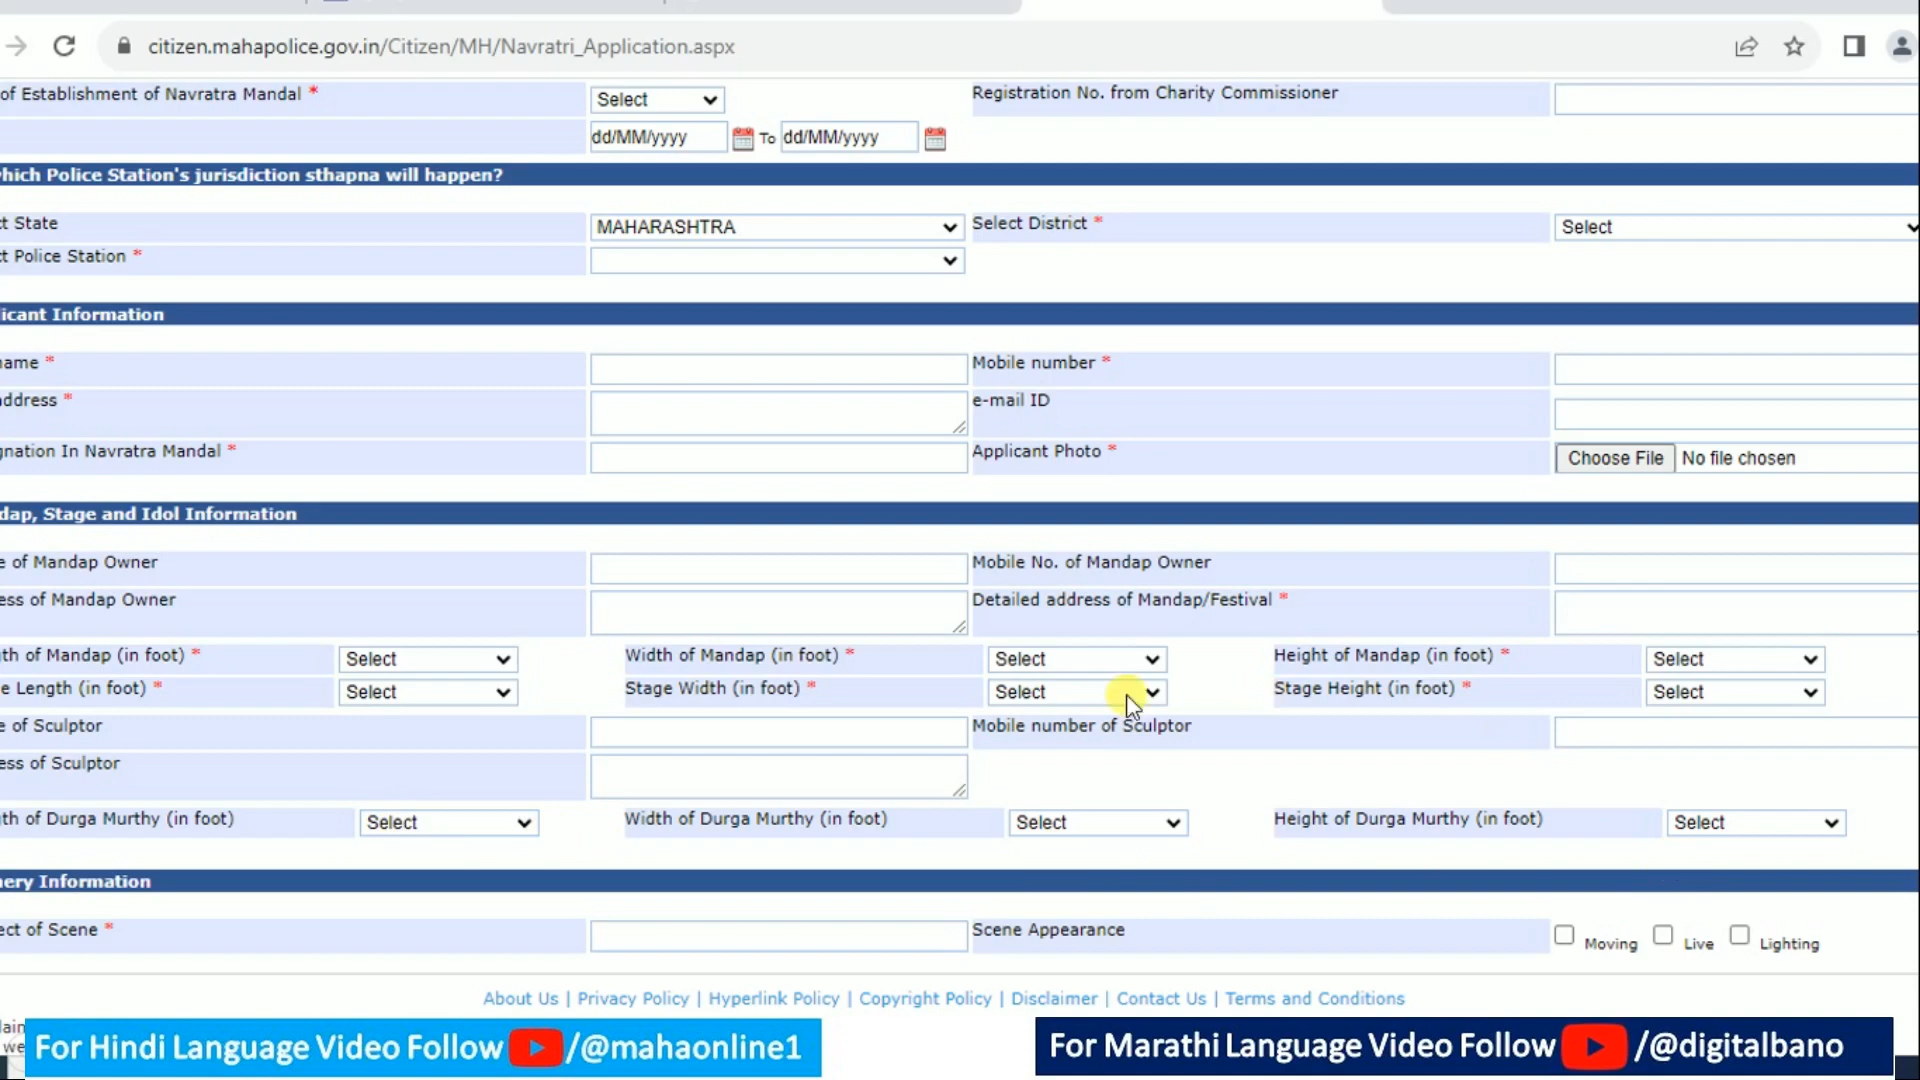 citizen.mahapolice.gov.in/Citizen/MH/Navratri_Application.aspx
of Establishment of Navratra Mandal * Select Registration No. from Charity Commissioner
dd/MM/yyyy To dd/MM/yyyy
hich Police Station's jurisdiction sthapna will happen?
ct State MAHARASHTRA Select District * Select
ct Police Station *
licant Information
name * Mobile number *
address * e-mail ID
gnation In Navratra Mandal * Applicant Photo * Choose File No file chosen
dap, Stage and Idol Information
e of Mandap Owner Mobile No. of Mandap Owner
ess of Mandap Owner Detailed address of Mandap/Festival *
th of Mandap (in foot) * Select Width of Mandap (in foot) * Select Height of Mandap (in foot) * Select
e Length (in foot) * Select Stage Width (in foot) * Select Stage Height (in foot) * Select
e of Sculptor Mobile number of Sculptor
ess of Sculptor
th of Durga Murthy (in foot) Select Width of Durga Murthy (in foot) Select Height of Durga Murthy (in foot) Select
nery Information
ect of Scene * Scene Appearance Moving Live Lighting
About Us | Privacy Policy | Hyperlink Policy | Copyright Policy | Disclaimer | Contact Us | Terms and Conditions
lain
we
For Hindi Language Video Follow /@mahaonline1
For Marathi Language Video Follow /@digitalbano